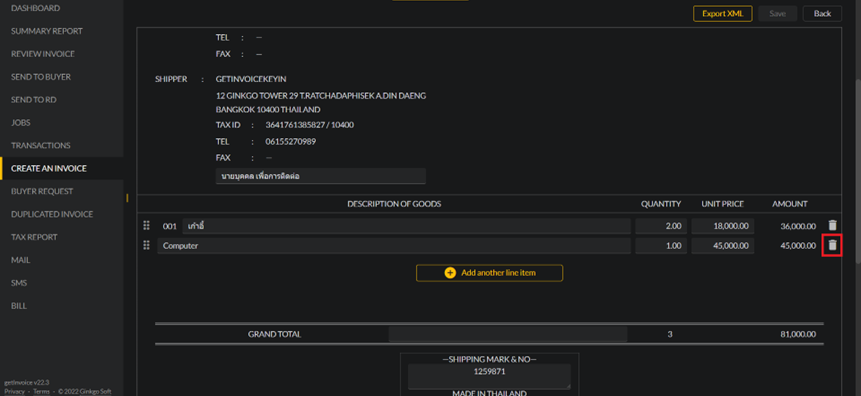 DASHBOARD
SUMMARY REPORT
REVIEW INVOICE
SEND TO BUYER
SEND TO RD
JOBS
TRANSACTIONS
CREATE AN INVOICE
BUYER REQUEST
DUPLICATED INVOICE
TAX REPORT
MAIL
SMS
BILL
getinvoice v22.3
Privacy - Terms - © 2022 Ginkgo Soft
Export XML Save Back
TEL : —
FAX : —
SHIPPER : GETINVOICEKEYIN
12 GINKGO TOWER 29 T.RATCHADAPHISEK A.DIN DAENG
BANGKOK 10400 THAILAND
TAX ID : 3641761385827 / 10400
TEL : 06155270989
FAX : —
นายบุคคล เพื่อการติดต่อ
DESCRIPTION OF GOODS QUANTITY UNIT PRICE AMOUNT
001 เก้าอี้ 2.00 18,000.00 36,000.00
Computer 1.00 45,000.00 45,000.00
Add another line item
GRAND TOTAL 3 81,000.00
—SHIPPING MARK & NO—
1259871
MADE IN THAILAND